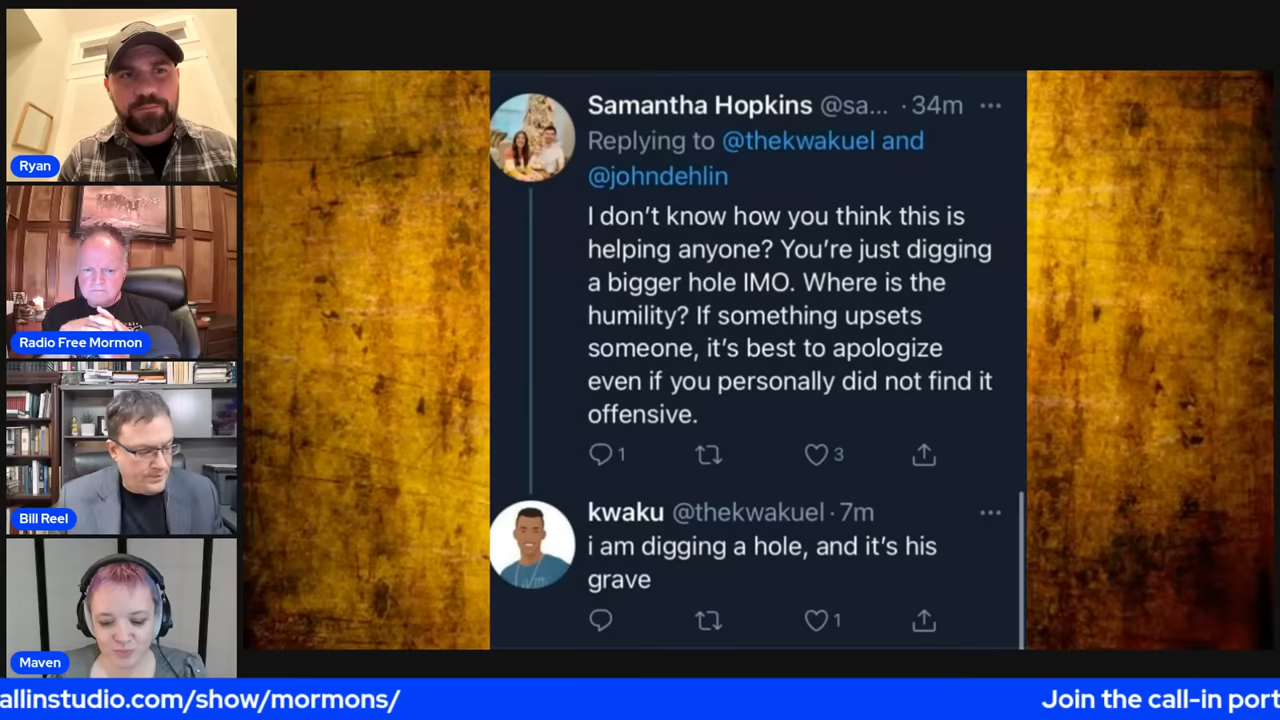 Ryan
Radio Free Mormon
Bill Reel
Maven
Samantha Hopkins @sa... · 34m
Replying to @thekwakuel and
@johndehlin
I don’t know how you think this is
helping anyone? You’re just digging
a bigger hole IMO. Where is the
humility? If something upsets
someone, it’s best to apologize
even if you personally did not find it
offensive.
1 3
kwaku @thekwakuel · 7m
i am digging a hole, and it’s his
grave
1
allinstudio.com/show/mormons/ Join the call-in port